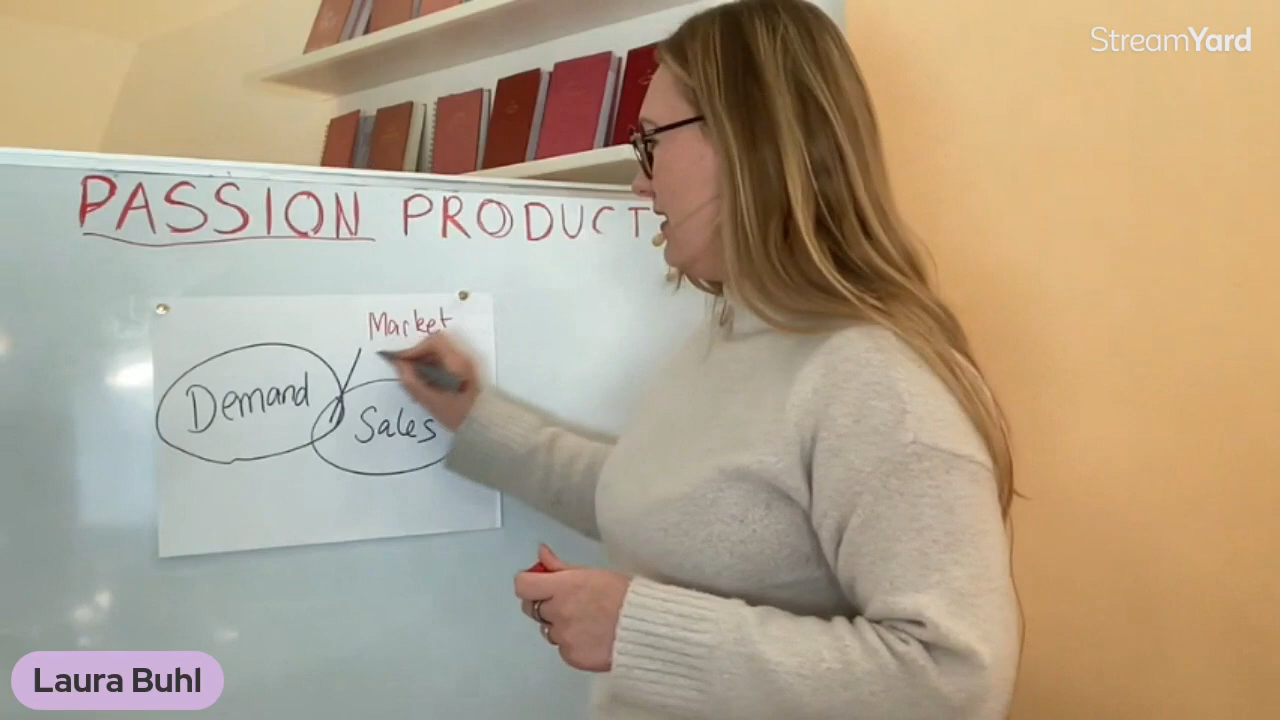 StreamYard
PASSION PRODUCT
Market
Demand
Sales
Laura Buhl